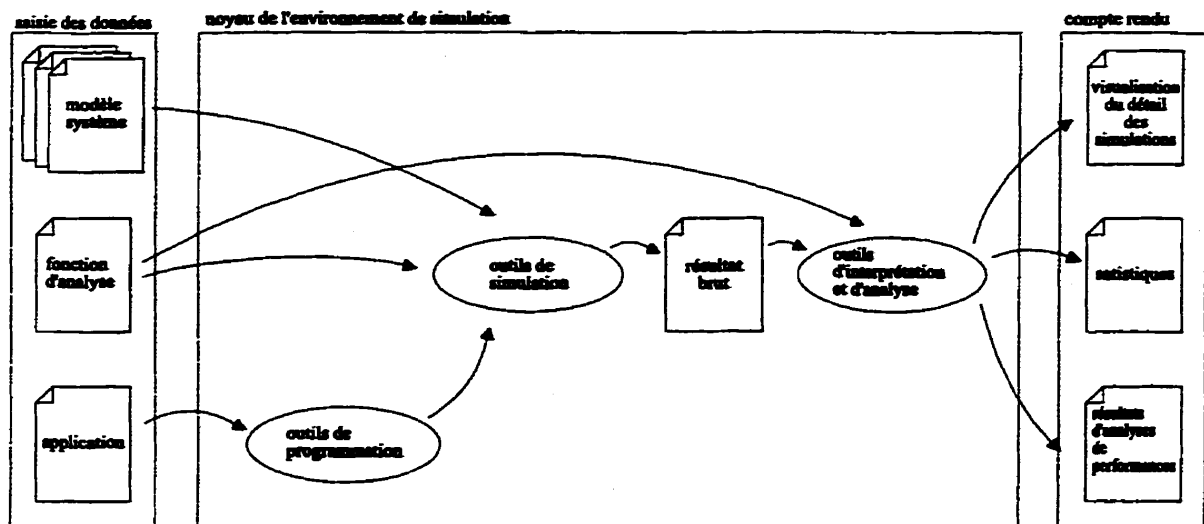 saisie des données
noyau de l'environnement de simulation
compte rendu
modèle
système
visualisation
du détail
des
simulations
fonction
d'analyse
outils de
simulation
résultat
brut
outils
d'interprétation
et d'analyse
satistiques
application
outils de
programmation
résultats
d'analyses
de
performances